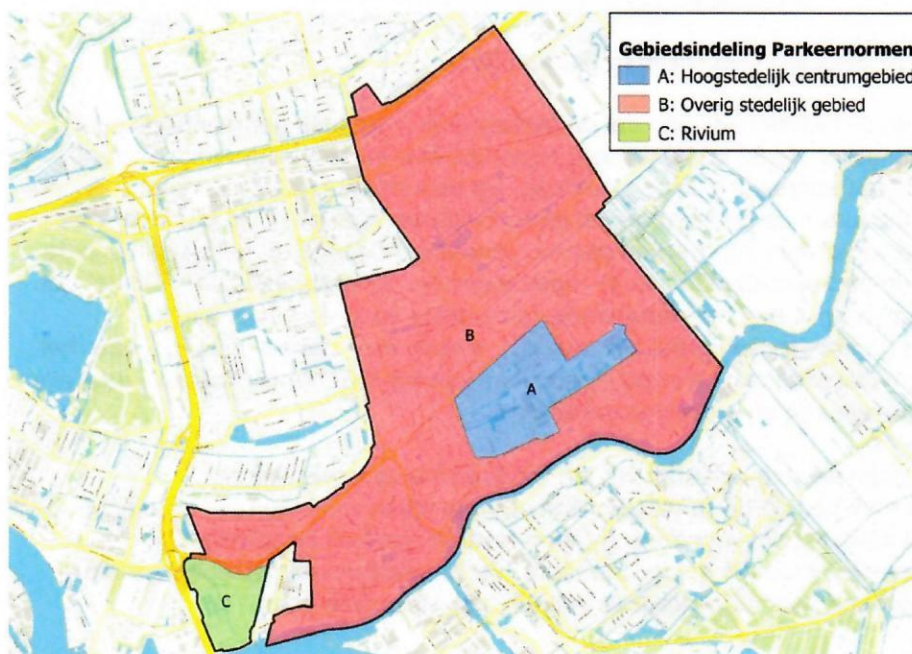 Gebiedsindeling Parkeernormen
A: Hoogstedelijk centrumgebied
B: Overig stedelijk gebied
C: Rivium
B
A
C